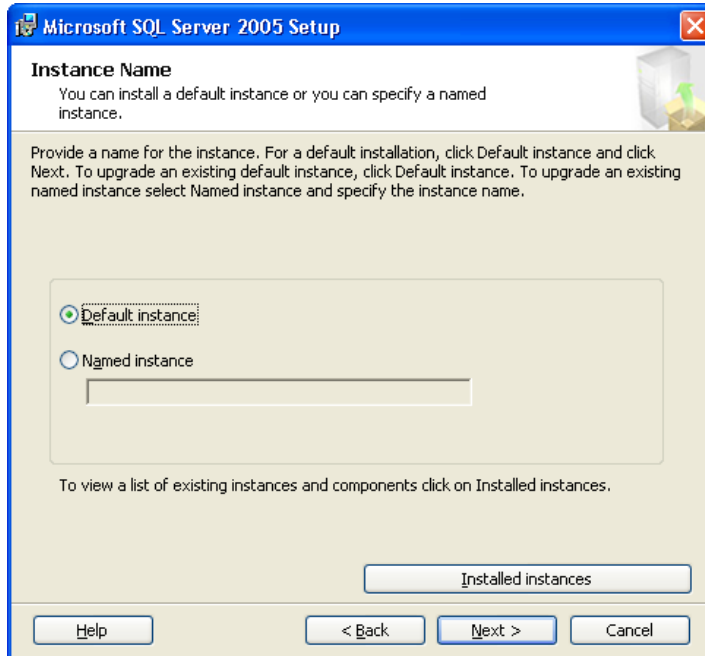 Microsoft SQL Server 2005 Setup
Instance Name
You can install a default instance or you can specify a named
instance.
Provide a name for the instance. For a default installation, click Default instance and click
Next. To upgrade an existing default instance, click Default instance. To upgrade an existing
named instance select Named instance and specify the instance name.
Default instance
Named instance
To view a list of existing instances and components click on Installed instances.
Installed instances
Help
< Back
Next >
Cancel